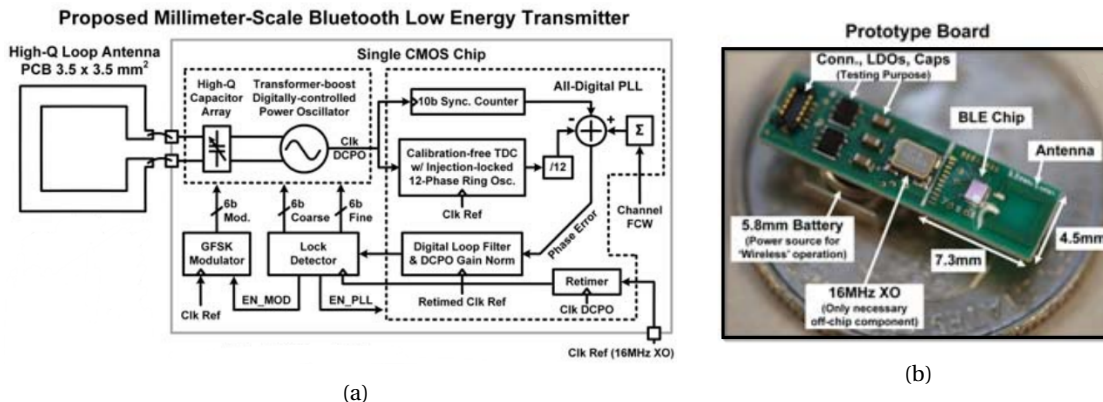 Proposed Millimeter-Scale Bluetooth Low Energy Transmitter
High-Q Loop Antenna
PCB 3.5 x 3.5 mm²
Single CMOS Chip
High-Q
Capacitor
Array
Transformer-boost
Digitally-controlled
Power Oscillator
Clk
DCPO
All-Digital PLL
10b Sync. Counter
-
+
Σ
Calibration-free TDC
w/ Injection-locked
12-Phase Ring Osc.
/12
Clk Ref
Channel
FCW
6b
Mod.
6b
Coarse
6b
Fine
Phase Error
GFSK
Modulator
Lock
Detector
Digital Loop Filter
& DCPO Gain Norm
Retimer
Clk Ref
EN_MOD
EN_PLL
Retimed Clk Ref
Clk DCPO
Clk Ref (16MHz XO)
(a)
Prototype Board
Conn., LDOs, Caps
(Testing Purpose)
BLE Chip
Antenna
5.8mm Battery
(Power source for
'Wireless' operation)
7.3mm
4.5mm
16MHz XO
(Only necessary
off-chip component)
(b)